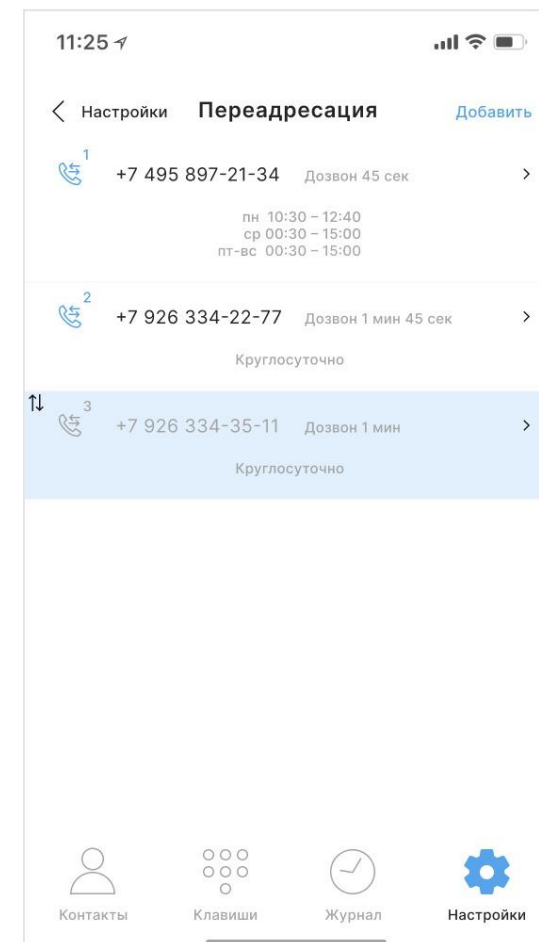 11:25
Настройки Переадресация Добавить
1
+7 495 897-21-34 Дозвон 45 сек
пн 10:30 – 12:40
ср 00:30 – 15:00
пт-вс 00:30 – 15:00
2
+7 926 334-22-77 Дозвон 1 мин 45 сек
Круглосуточно
3
+7 926 334-35-11 Дозвон 1 мин
Круглосуточно
Контакты Клавиши Журнал Настройки